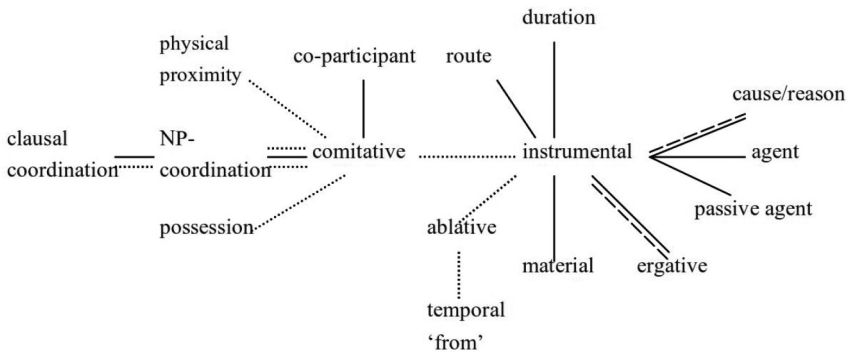 duration
physical
proximity
co-participant
route
cause/reason
clausal
coordination
NP-
coordination
comitative
instrumental
agent
passive agent
possession
ablative
material
ergative
temporal
‘from’